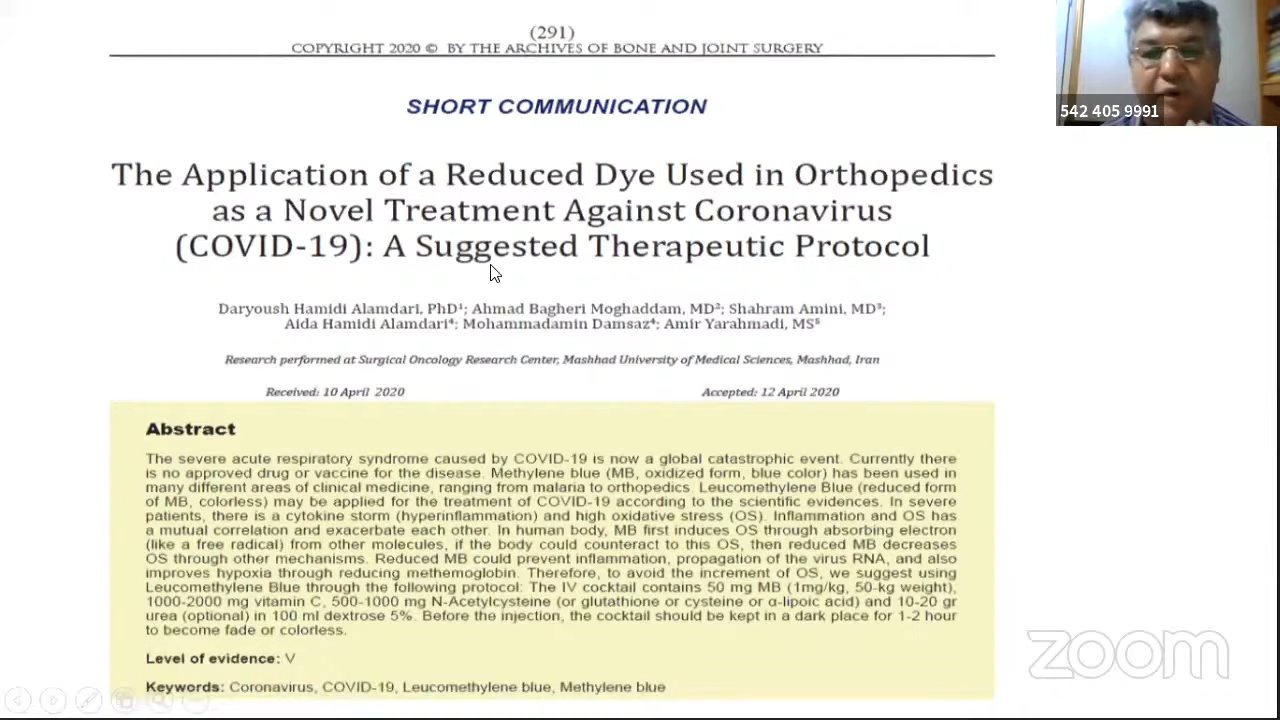 (291)
COPYRIGHT 2020 © BY THE ARCHIVES OF BONE AND JOINT SURGERY
542 405 9991
SHORT COMMUNICATION
The Application of a Reduced Dye Used in Orthopedics
as a Novel Treatment Against Coronavirus
(COVID-19): A Suggested Therapeutic Protocol
Daryoush Hamidi Alamdari, PhD¹; Ahmad Bagheri Moghaddam, MD²; Shahram Amini, MD³;
Aida Hamidi Alamdari⁴; Mohammadamin Damsaz⁴; Amir Yarahmadi, MS⁵
Research performed at Surgical Oncology Research Center, Mashhad University of Medical Sciences, Mashhad, Iran
Received: 10 April 2020 Accepted: 12 April 2020
Abstract
The severe acute respiratory syndrome caused by COVID-19 is now a global catastrophic event. Currently there
is no approved drug or vaccine for the disease. Methylene blue (MB, oxidized form, blue color) has been used in
many different areas of clinical medicine, ranging from malaria to orthopedics. Leucomethylene Blue (reduced form
of MB, colorless) may be applied for the treatment of COVID-19 according to the scientific evidences. In severe
patients, there is a cytokine storm (hyperinflammation) and high oxidative stress (OS). Inflammation and OS has
a mutual correlation and exacerbate each other. In human body, MB first induces OS through absorbing electron
(like a free radical) from other molecules, if the body could counteract to this OS, then reduced MB decreases
OS through other mechanisms. Reduced MB could prevent inflammation, propagation of the virus RNA, and also
improves hypoxia through reducing methemoglobin. Therefore, to avoid the increment of OS, we suggest using
Leucomethylene Blue through the following protocol: The IV cocktail contains 50 mg MB (1mg/kg, 50-kg weight),
1000-2000 mg vitamin C, 500-1000 mg N-Acetylcysteine (or glutathione or cysteine or α-lipoic acid) and 10-20 gr
urea (optional) in 100 ml dextrose 5%. Before the injection, the cocktail should be kept in a dark place for 1-2 hour
to become fade or colorless.
Level of evidence: V
Keywords: Coronavirus, COVID-19, Leucomethylene blue, Methylene blue
zoom